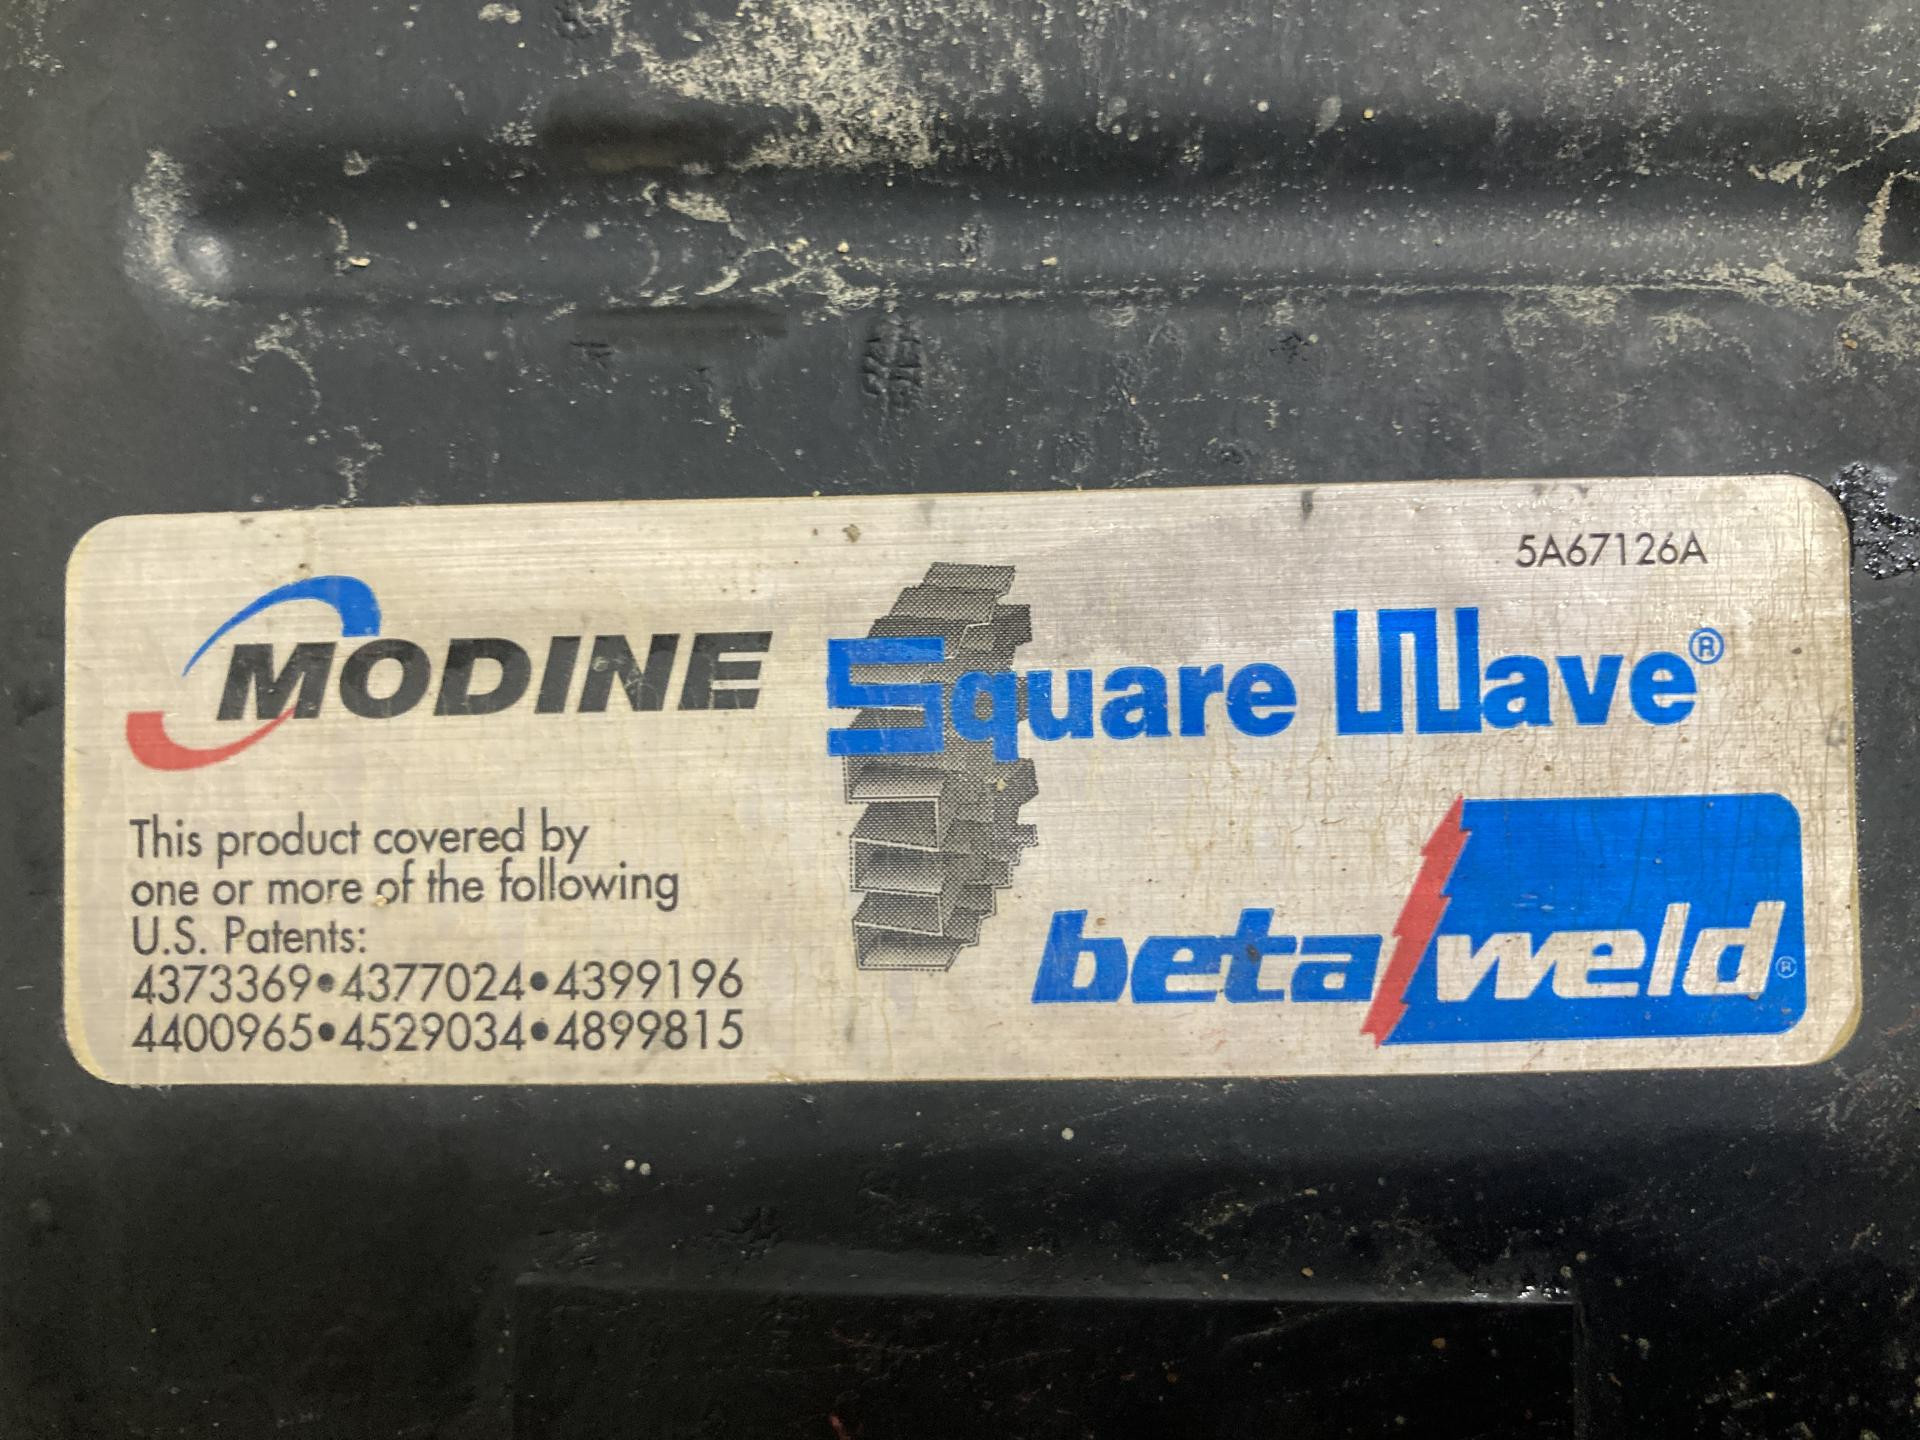 5A67126A
MODINE
Square Wave®
This product covered by
one or more of the following
U.S. Patents:
4373369•4377024•4399196
4400965•4529034•4899815
beta weld®